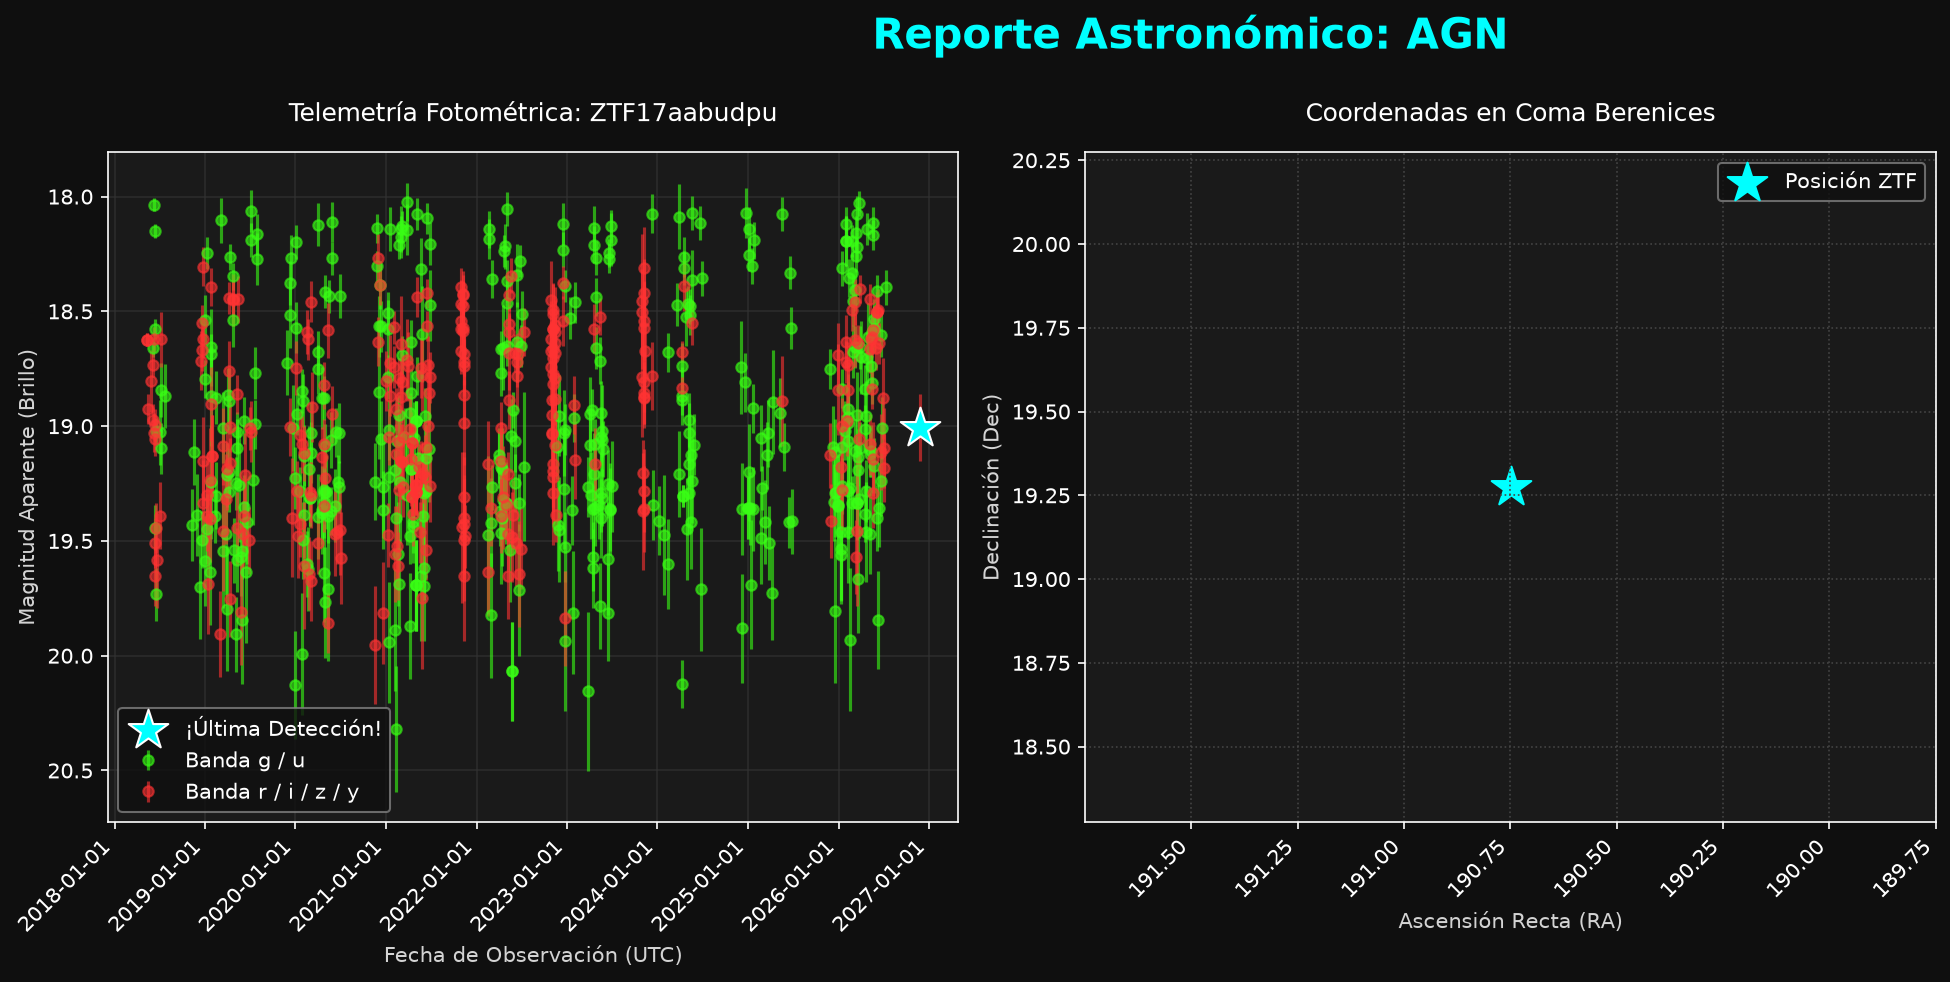 Reporte Astronómico: AGN
Telemetría Fotométrica: ZTF17aabudpu
Magnitud Aparente (Brillo)
18.0
18.5
19.0
19.5
20.0
20.5
¡Última Detección!
Banda g / u
Banda r / i / z / y
2018-01-01
2019-01-01
2020-01-01
2021-01-01
2022-01-01
2023-01-01
2024-01-01
2025-01-01
2026-01-01
2027-01-01
Fecha de Observación (UTC)
Coordenadas en Coma Berenices
Declinación (Dec)
20.25
20.00
19.75
19.50
19.25
19.00
18.75
18.50
Posición ZTF
191.50
191.25
191.00
190.75
190.50
190.25
190.00
189.75
Ascensión Recta (RA)